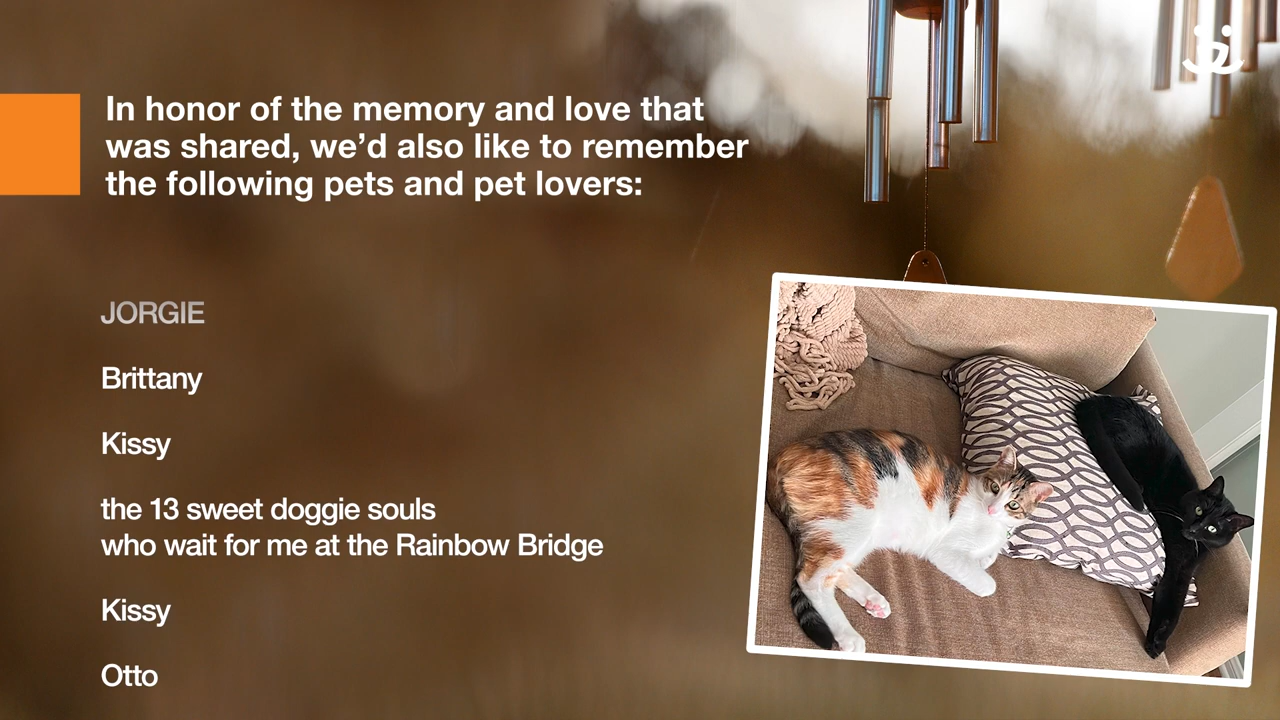 In honor of the memory and love that
was shared, we’d also like to remember
the following pets and pet lovers:
JORGIE
Brittany
Kissy
the 13 sweet doggie souls
who wait for me at the Rainbow Bridge
Kissy
Otto